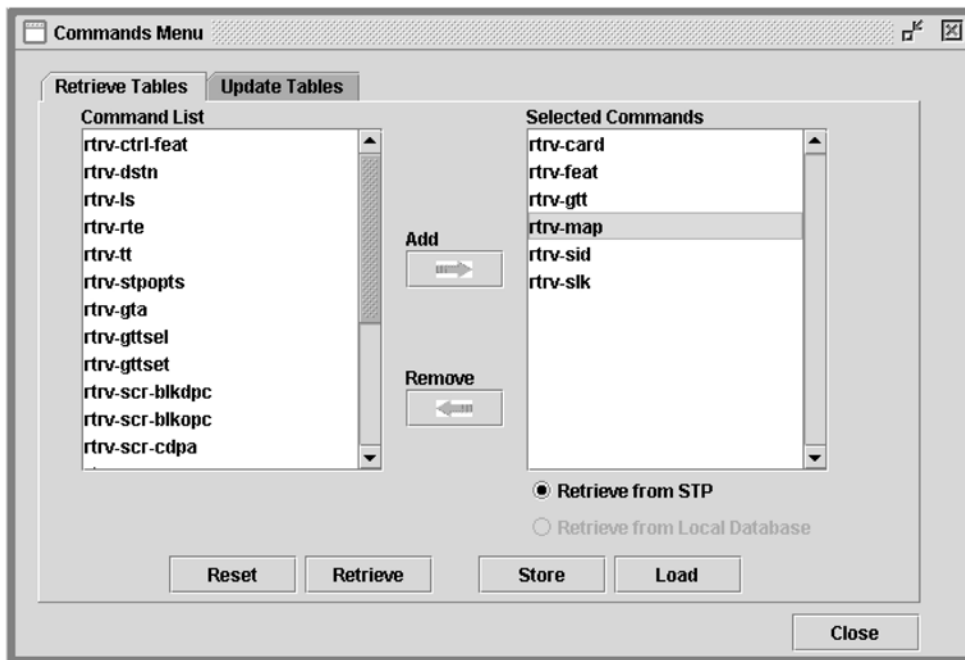 Commands Menu
Retrieve Tables
Update Tables
Command List
rtrv-ctrl-feat
rtrv-dstn
rtrv-ls
rtrv-rte
rtrv-tt
rtrv-stpopts
rtrv-gta
rtrv-gttsel
rtrv-gttset
rtrv-scr-blkdpc
rtrv-scr-blkopc
rtrv-scr-cdpa
Add
Remove
Selected Commands
rtrv-card
rtrv-feat
rtrv-gtt
rtrv-map
rtrv-sid
rtrv-slk
Retrieve from STP
Retrieve from Local Database
Reset
Retrieve
Store
Load
Close